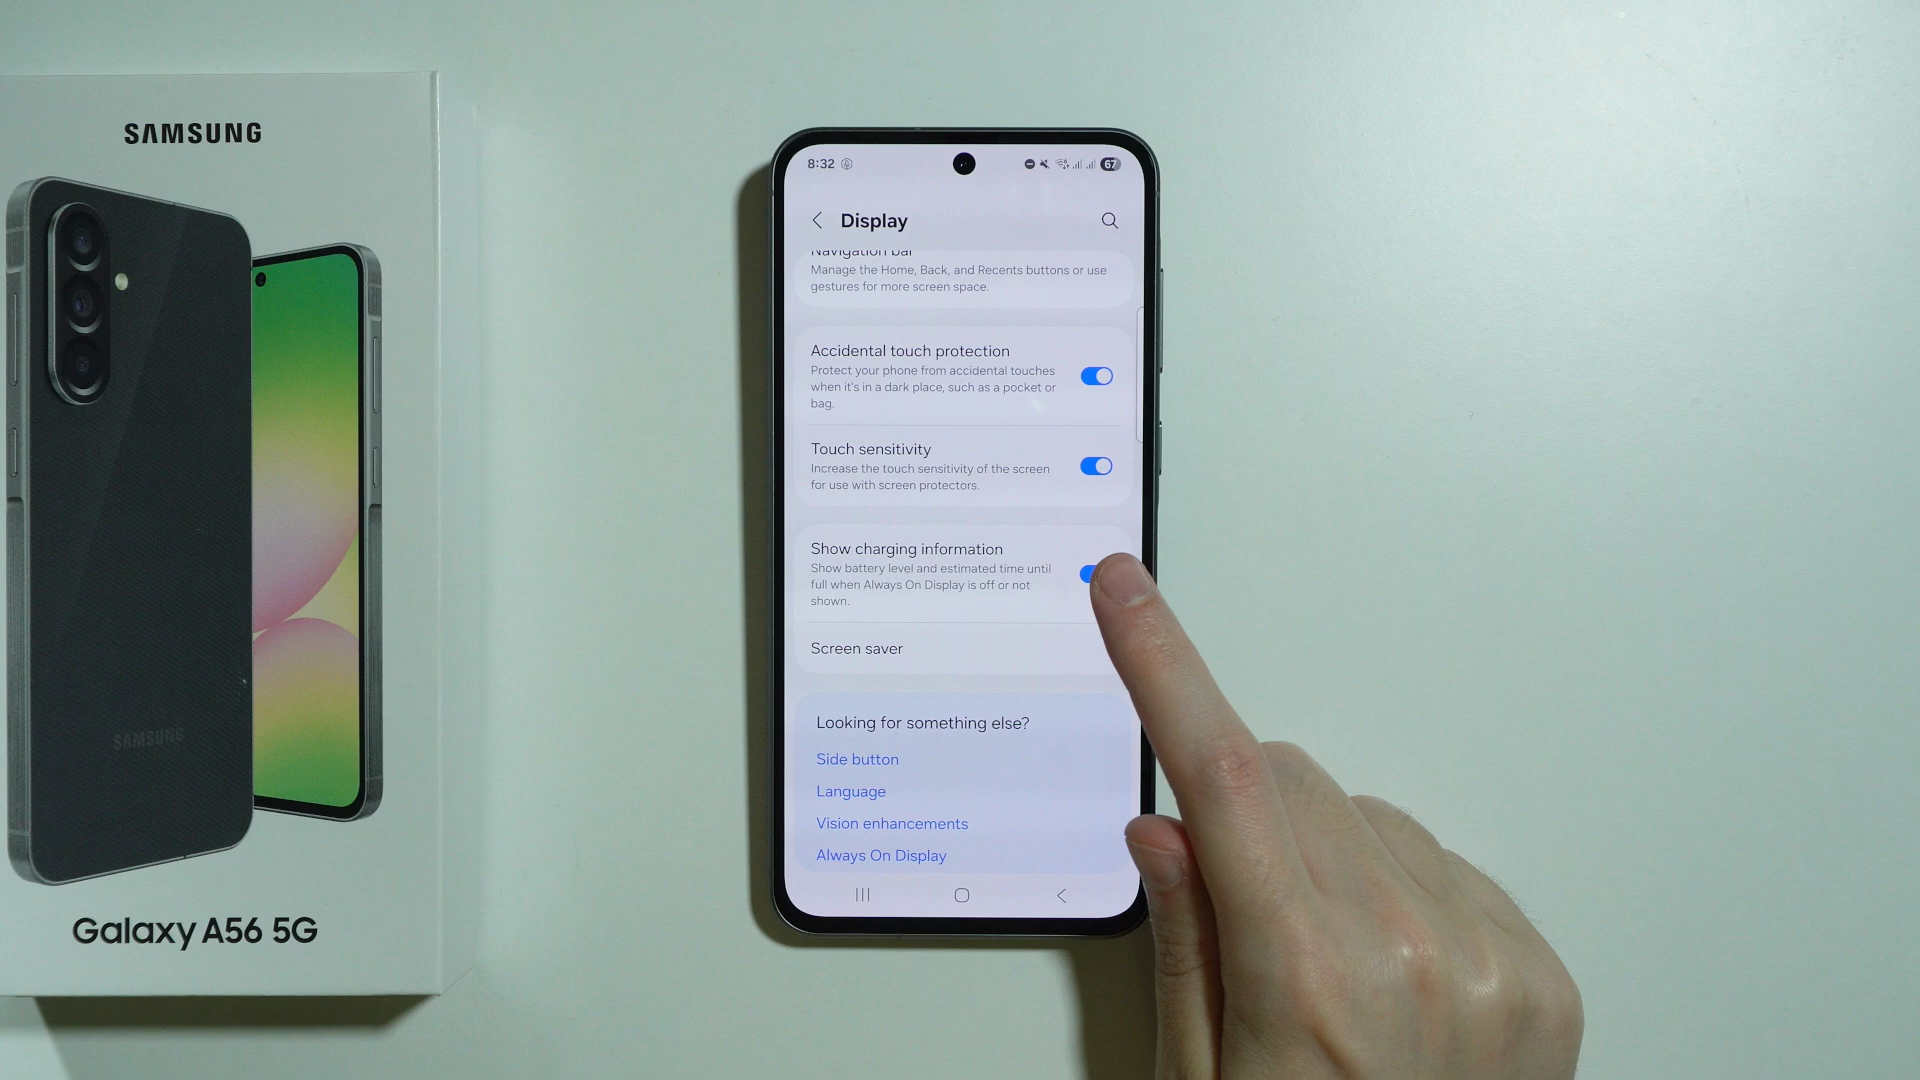 SAMSUNG
SAMSUNG
Galaxy A56 5G
8:32
67
Display
Navigation bar
Manage the Home, Back, and Recents buttons or use
gestures for more screen space.
Accidental touch protection
Protect your phone from accidental touches
when it's in a dark place, such as a pocket or
bag.
Touch sensitivity
Increase the touch sensitivity of the screen
for use with screen protectors.
Show charging information
Show battery level and estimated time until
full when Always On Display is off or not
shown.
Screen saver
Looking for something else?
Side button
Language
Vision enhancements
Always On Display